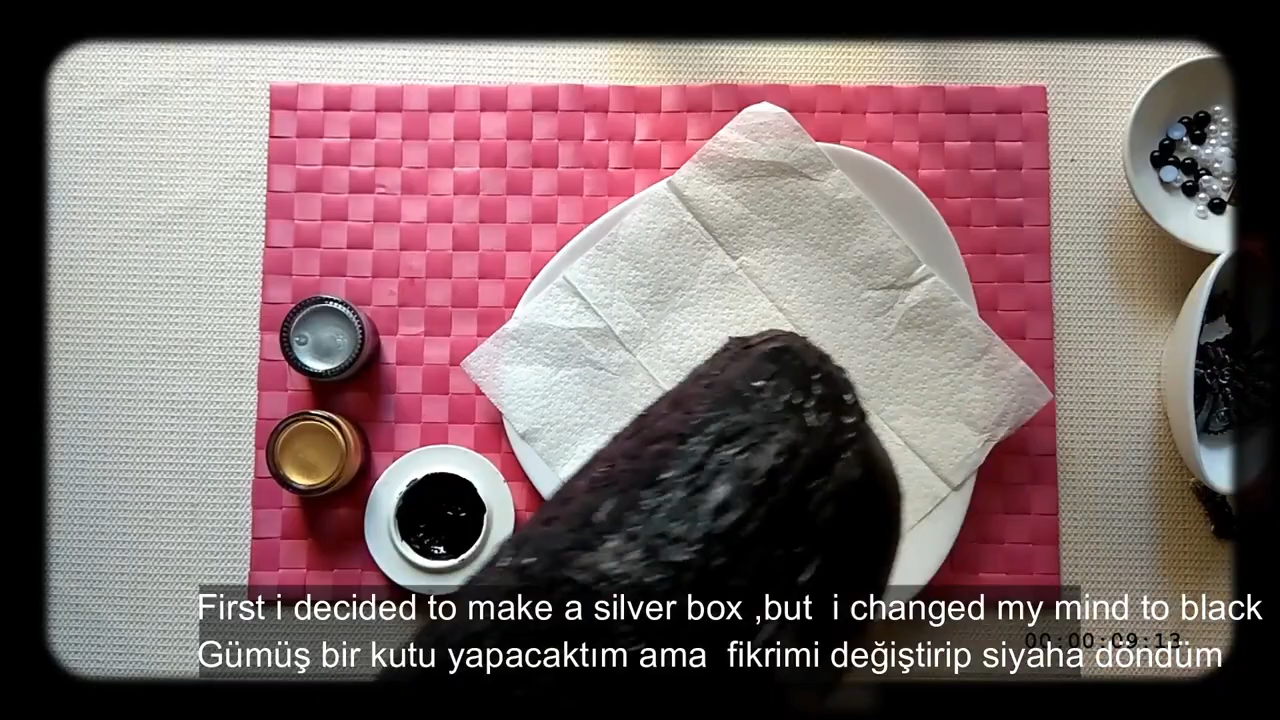 First i decided to make a silver box ,but  i changed my mind to black
00:00:09:13
Gümüş bir kutu yapacaktım ama  fikrimi değiştirip siyaha döndüm